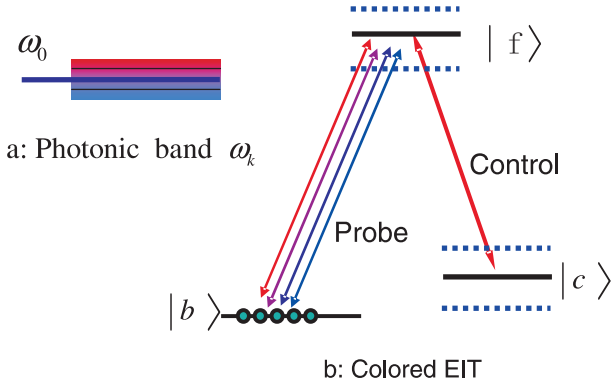 ω₀
a: Photonic band ωₖ
| f ⟩
Control
Probe
| c ⟩
| b ⟩
b: Colored EIT